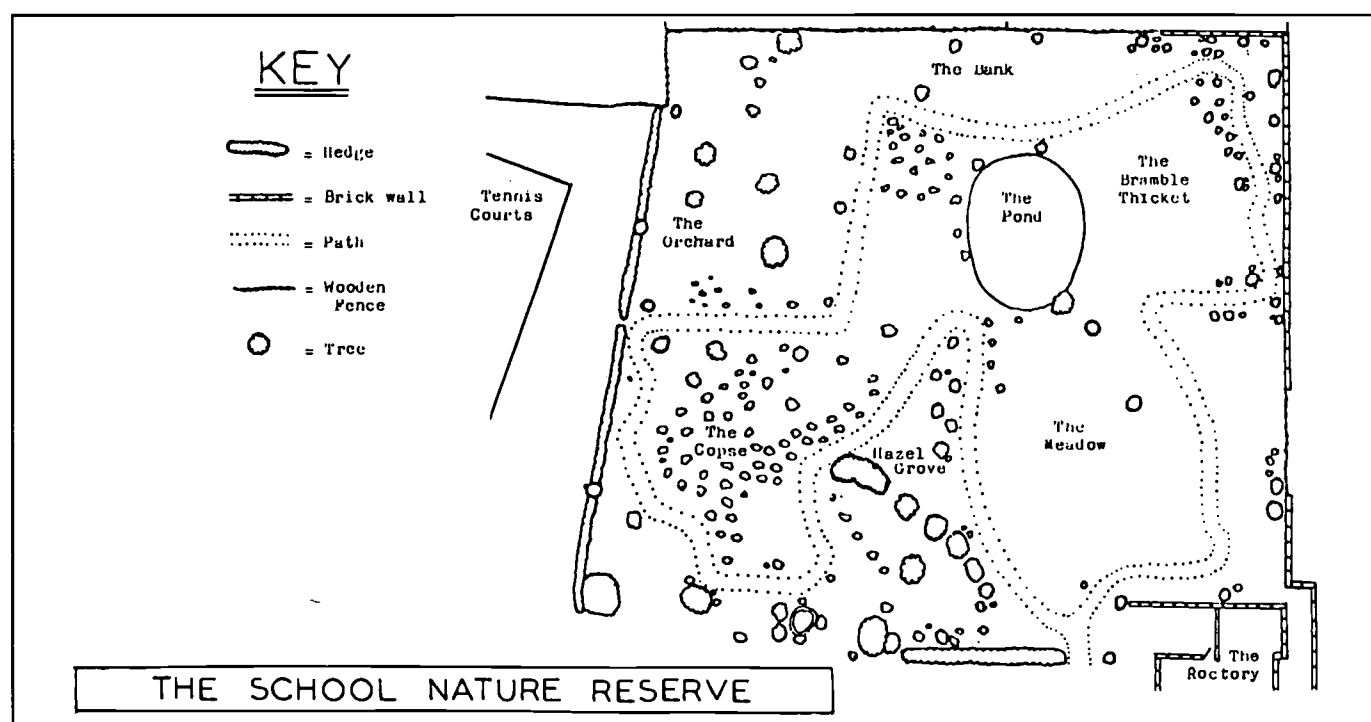 KEY
= Hedge
= Brick wall
= Path
= Wooden
Fence
= Tree
Tennis
Courts
The Bank
The
Orchard
The
Pond
The
Bramble
Thicket
The
Copse
Hazel
Grove
The
Meadow
The
Roctory
THE SCHOOL NATURE RESERVE